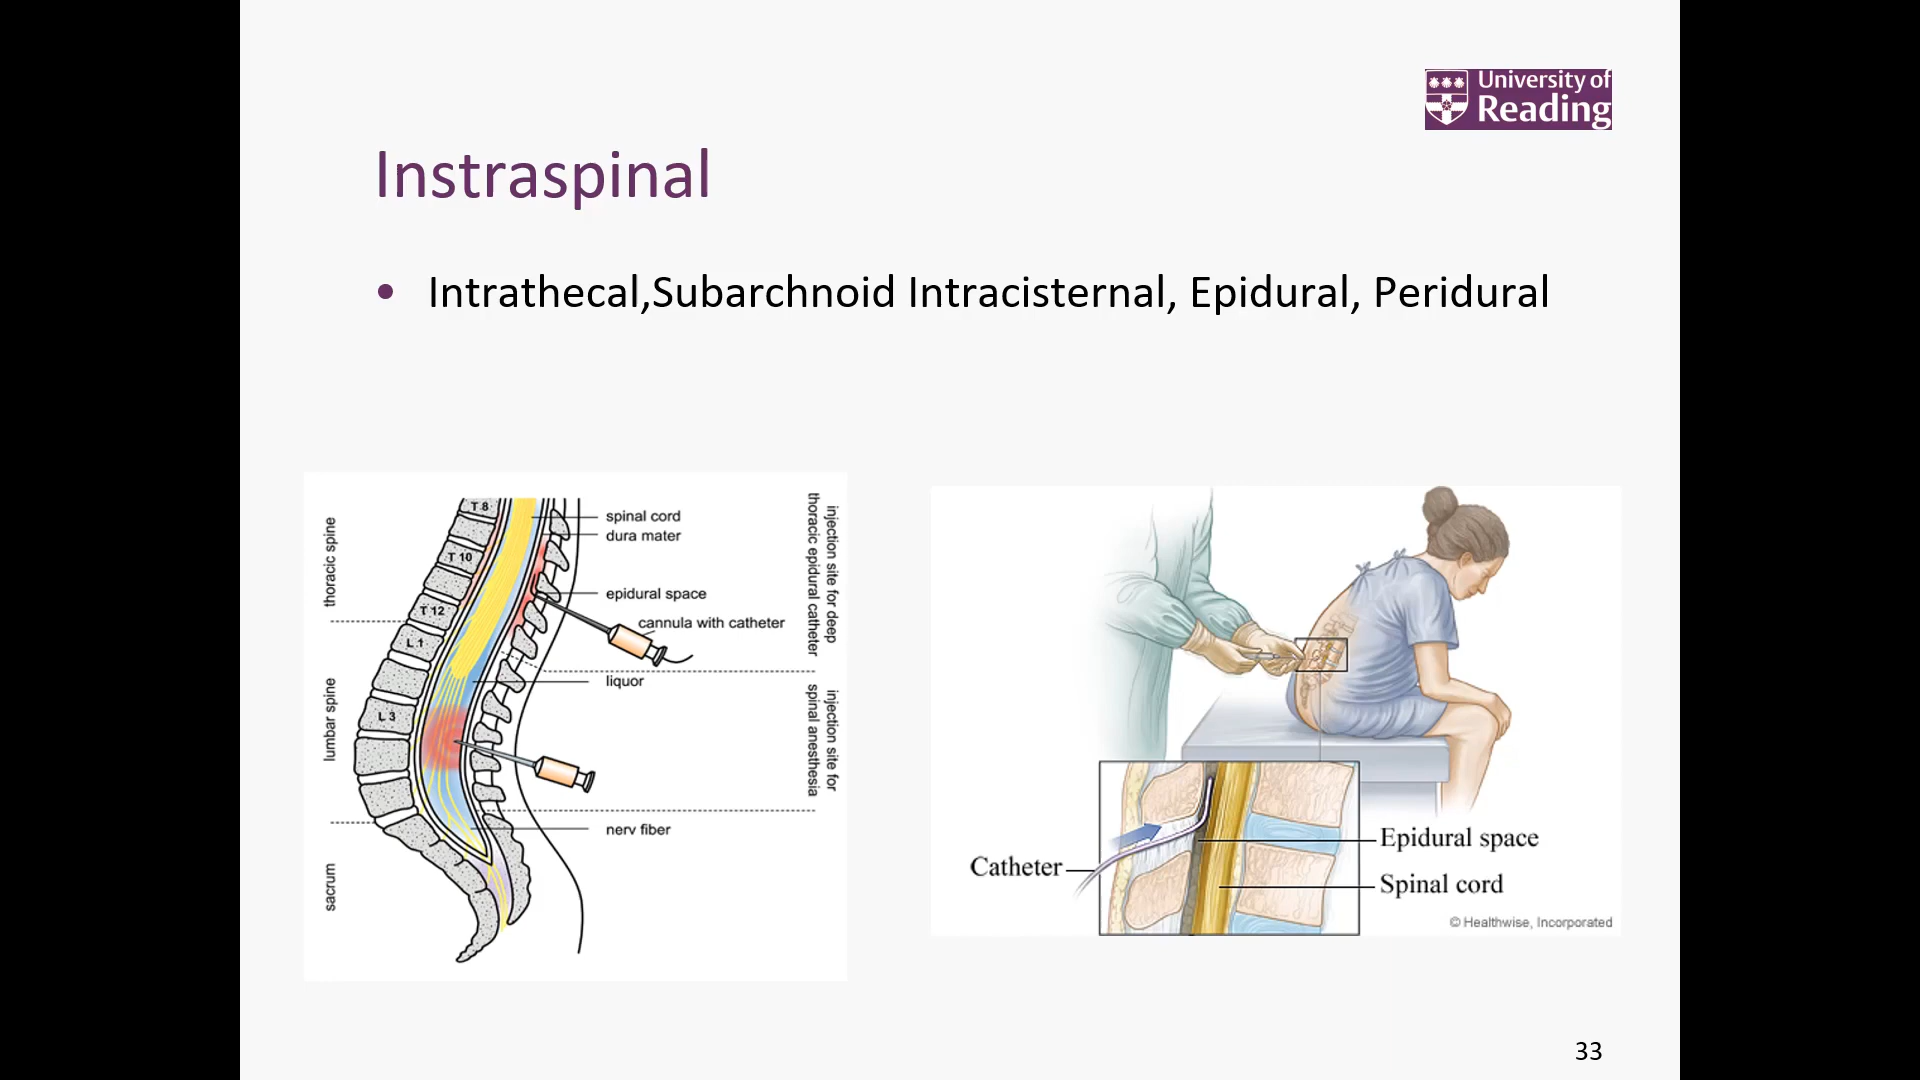 University of
Reading
Instraspinal
• Intrathecal,Subarchnoid Intracisternal, Epidural, Peridural
thoracic spine
lumbar spine
sacrum
T 8
T 10
T 12
L 1
L 3
spinal cord
dura mater
epidural space
cannula with catheter
liquor
nerv fiber
injection site for deep
thoracic epidural catheter
injection site for
spinal anesthesia
Catheter
Epidural space
Spinal cord
© Healthwise, Incorporated
33